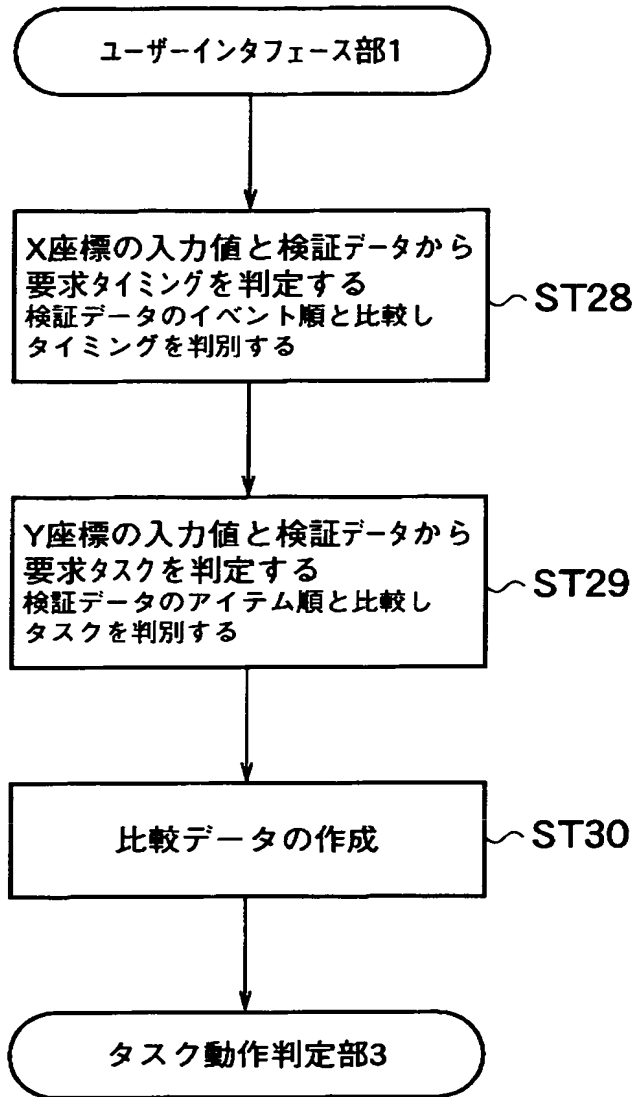 ユーザーインタフェース部1
X座標の入力値と検証データから
要求タイミングを判定する
検証データのイベント順と比較し
タイミングを判別する
ST28
Y座標の入力値と検証データから
要求タスクを判定する
検証データのアイテム順と比較し
タスクを判別する
ST29
比較データの作成
ST30
タスク動作判定部3